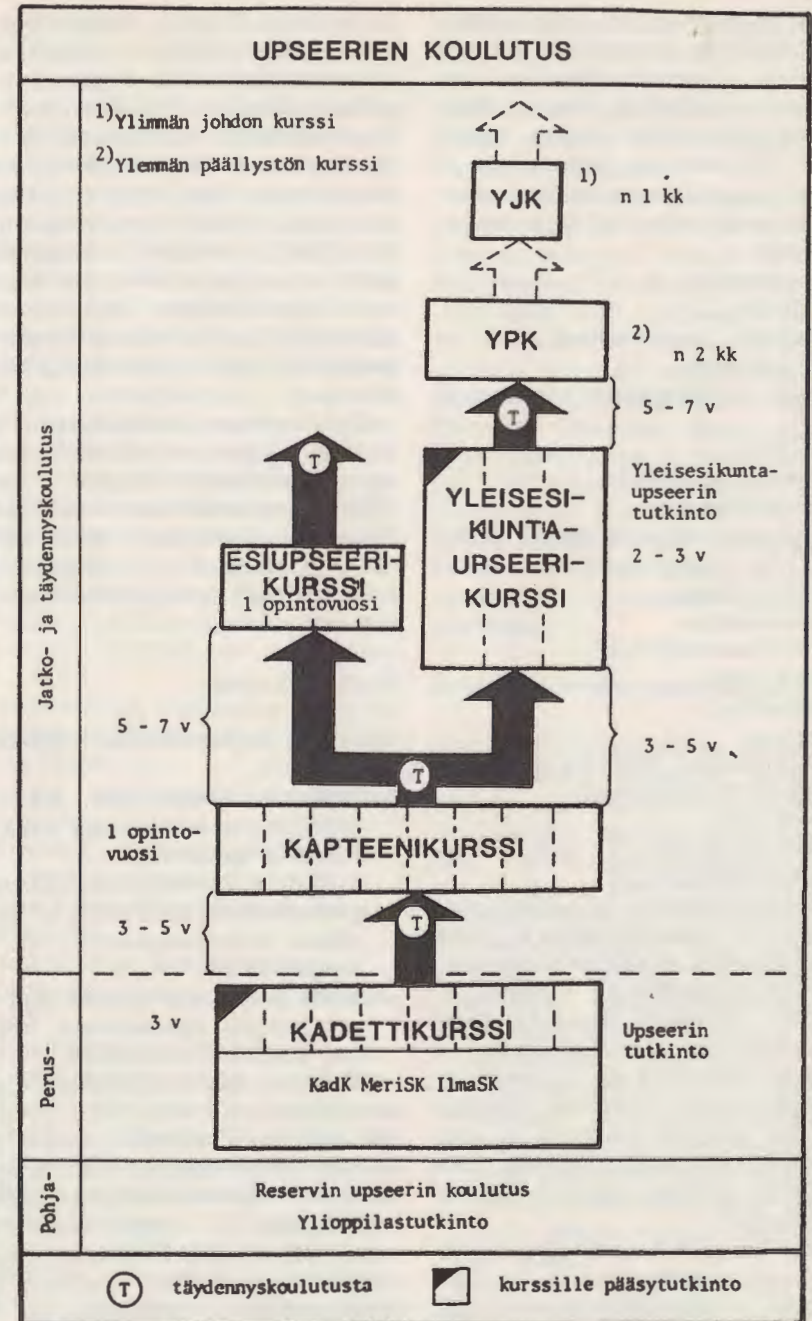 UPSEERIEN KOULUTUS
1)Ylimmän johdon kurssi
2)Ylemmän päällystön kurssi
YJK
1)
n 1 kk
YPK
2)
n 2 kk
T
5 - 7 v
T
YLEISESI-
KUNTA-
UPSEERI-
KURSSI
Yleisesikunta-
upseerin
tutkinto
2 - 3 v
ESIUPSEERI-
KURSSI
1 opintovuosi
Jatko- ja täydennyskoulutus
5 - 7 v
T
3 - 5 v
1 opinto-
vuosi
KAPTEENIKURSSI
3 - 5 v
T
Perus-
3 v
KADETTIKURSSI
KadK MeriSK IlmaSK
Upseerin
tutkinto
Pohja-
Reservin upseerin koulutus
Ylioppilastutkinto
T täydennyskoulutusta
kurssille pääsytutkinto